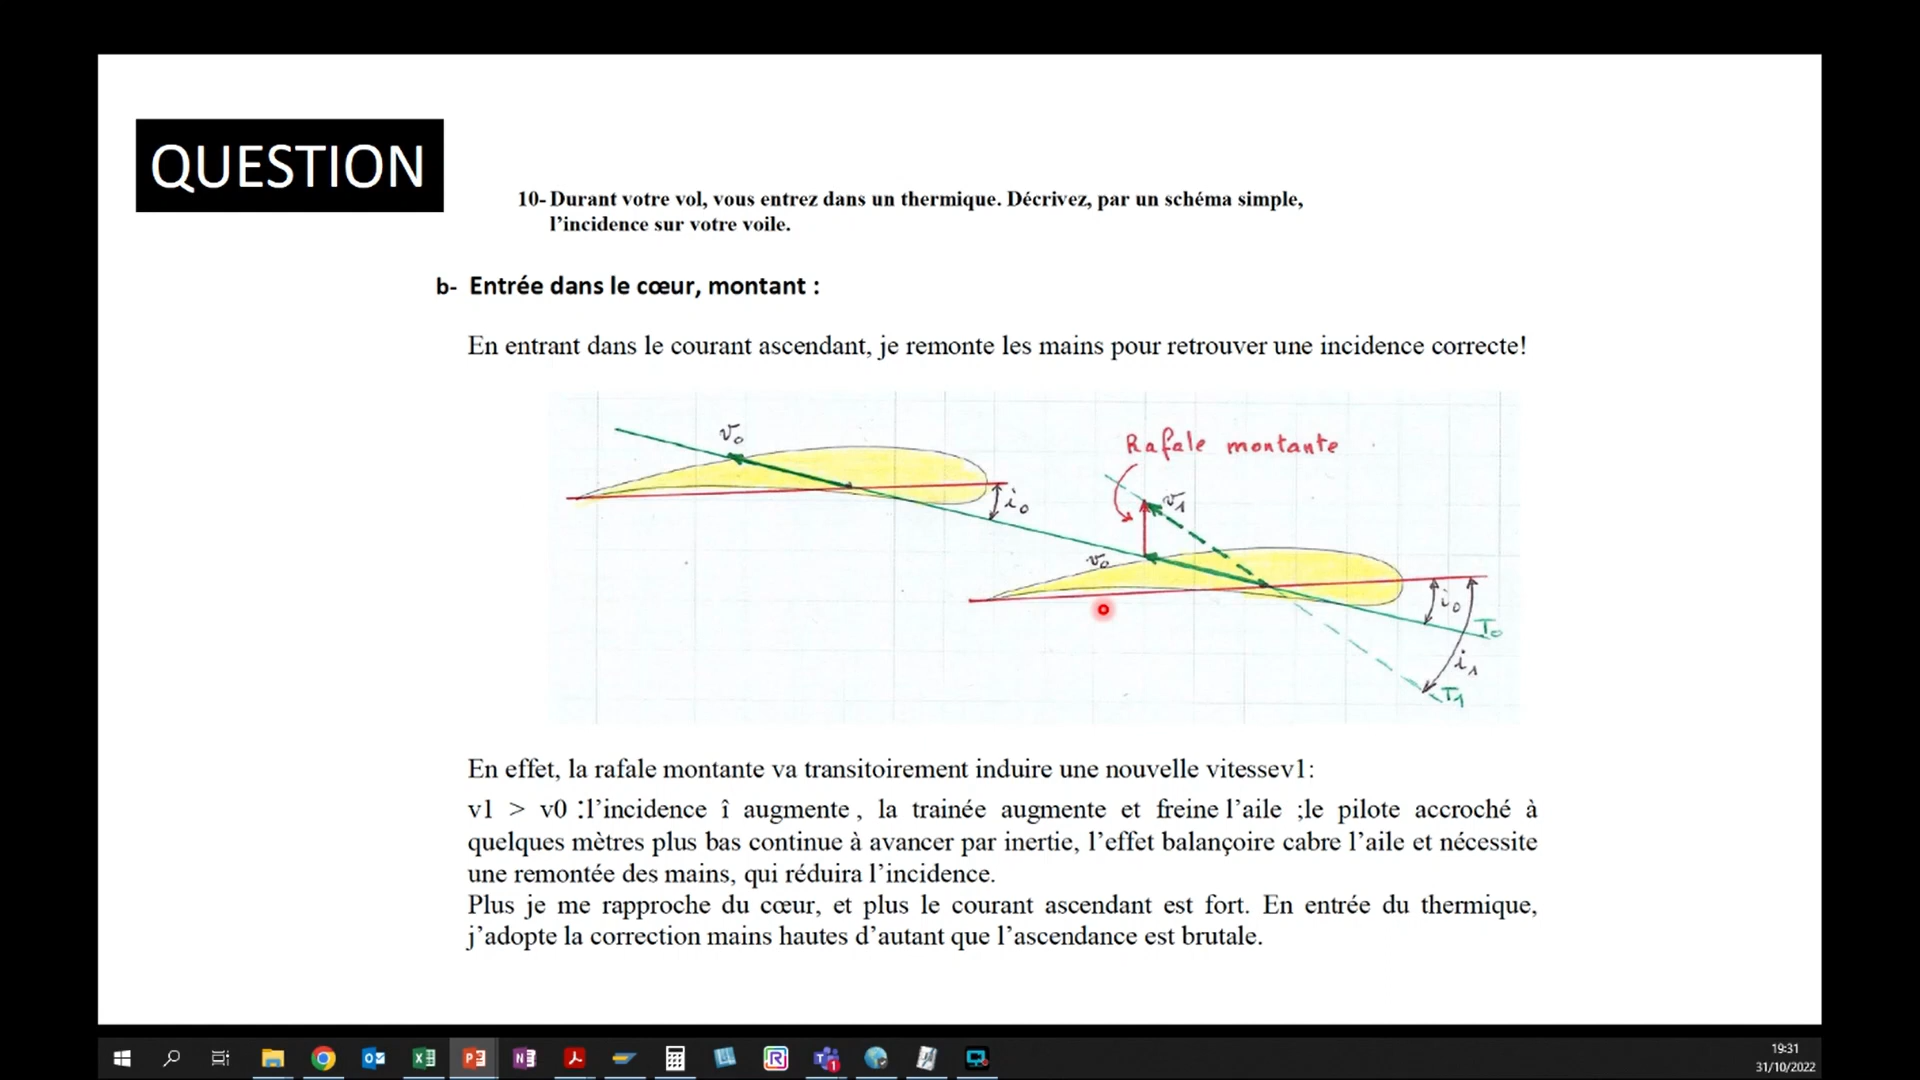 QUESTION
10- Durant votre vol, vous entrez dans un thermique. Décrivez, par un schéma simple,
l’incidence sur votre voile.
b- Entrée dans le cœur, montant :
En entrant dans le courant ascendant, je remonte les mains pour retrouver une incidence correcte!
v₀
Rafale montante
i₀
v₁
v₀
i₀
T₀
i₁
T₁
En effet, la rafale montante va transitoirement induire une nouvelle vitessev1:
v1 > v0 :l’incidence î augmente, la trainée augmente et freine l’aile ;le pilote accroché à
quelques mètres plus bas continue à avancer par inertie, l’effet balançoire cabre l’aile et nécessite
une remontée des mains, qui réduira l’incidence.
Plus je me rapproche du cœur, et plus le courant ascendant est fort. En entrée du thermique,
j’adopte la correction mains hautes d’autant que l’ascendance est brutale.
19:31
31/10/2022